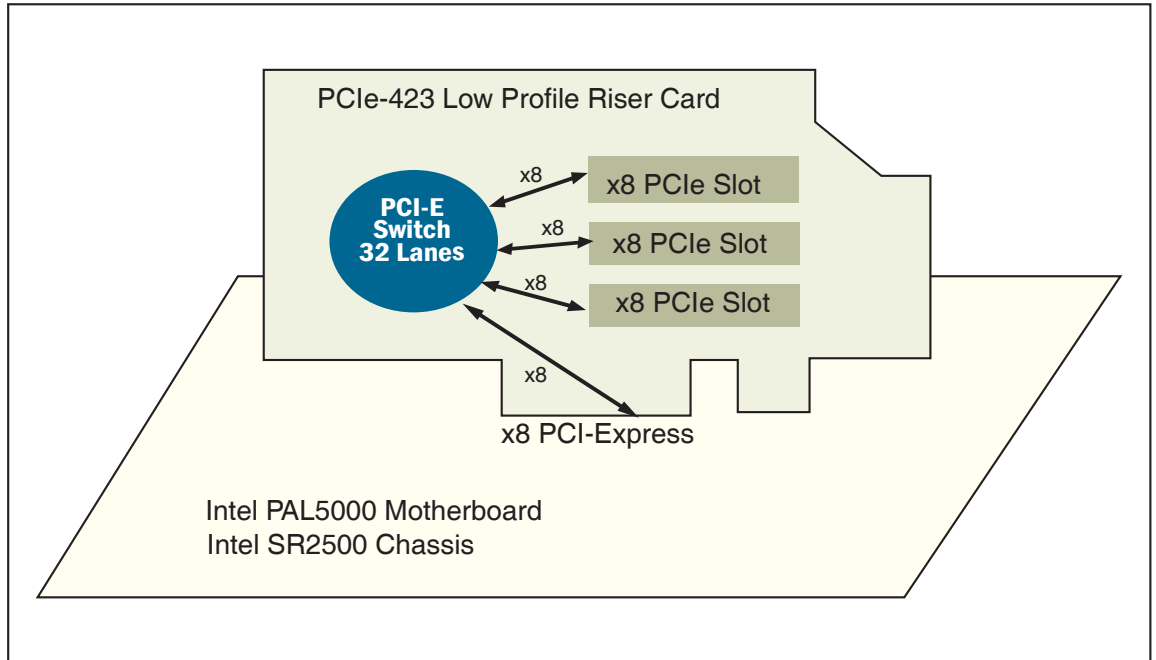 PCIe-423 Low Profile Riser Card
x8
x8 PCIe Slot
PCI-E
Switch
32 Lanes
x8
x8 PCIe Slot
x8
x8 PCIe Slot
x8
x8 PCI-Express
Intel PAL5000 Motherboard
Intel SR2500 Chassis